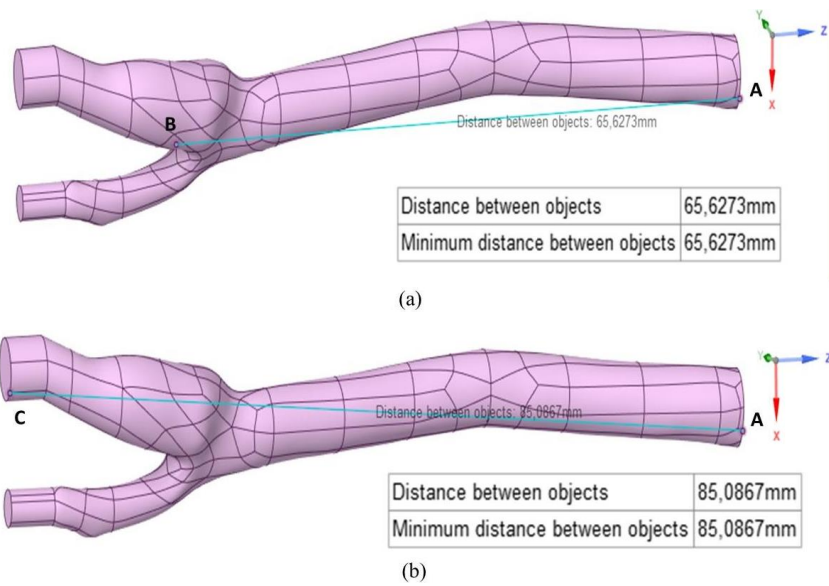 Y
Z
X
A
B
Distance between objects: 65,6273mm
Distance between objects 65,6273mm
Minimum distance between objects 65,6273mm
(a)
Y
Z
X
C
A
Distance between objects: 85,0867mm
Distance between objects 85,0867mm
Minimum distance between objects 85,0867mm
(b)